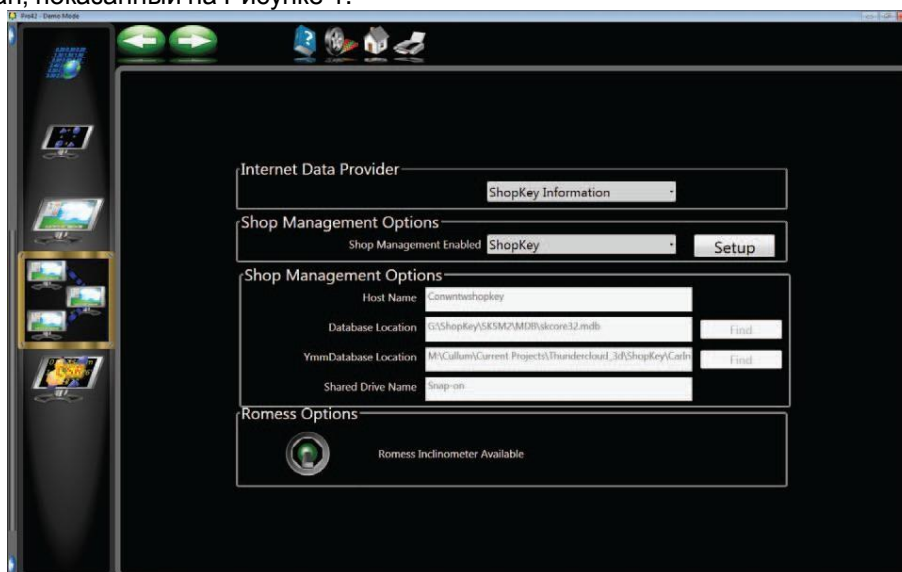 ан, показанный на Рисунке 1.
Pro42 : Demo Mode
Internet Data Provider
ShopKey Information
Shop Management Options
Shop Management Enabled ShopKey Setup
Shop Management Options
Host Name Conwntwshopkey
Database Location G:\ShopKey\SKSM2\MDB\skcore32.mdb Find
YmmDatabase Location M:\Cullum\Current Projects\Thundercloud_3d\ShopKey\CarIn Find
Shared Drive Name Snap-on
Romess Options
Romess Inclinometer Available